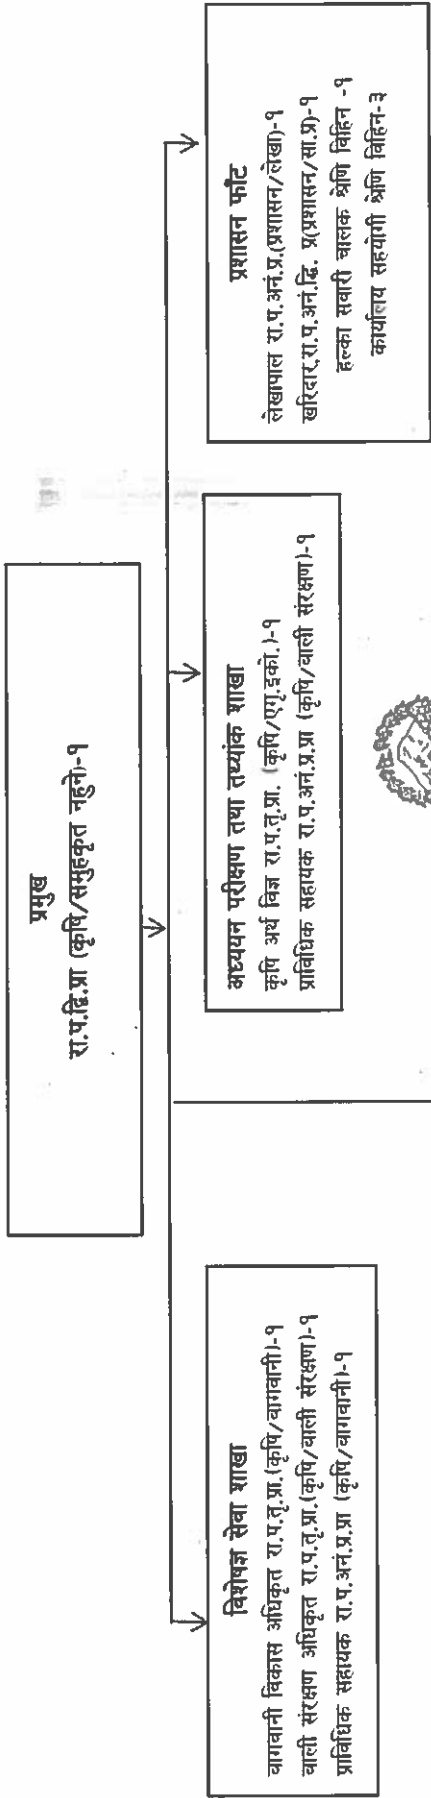 प्रमुख
रा.प.द्वि.प्रा (कृषि/समुहकृत नहुने)-१
विशेषज्ञ सेवा शाखा
बागवानी विकास अधिकृत रा.प.तृ.प्रा.(कृषि/बागवानी)-१
बाली संरक्षण अधिकृत रा.प.तृ.प्रा.(कृषि/बाली संरक्षण)-१
प्राविधिक सहायक रा.प.अनं.प्र.प्रा (कृषि/बागवानी)-१
अध्ययन परीक्षण तथा तथ्यांक शाखा
कृषि अर्थ विज्ञ रा.प.तृ.प्रा. (कृषि/एगृ.इको.)-१
प्राविधिक सहायक रा.प.अनं.प्र.प्रा (कृषि/बाली संरक्षण)-१
प्रशासन फाँट
लेखापाल रा.प.अनं.प्र.(प्रशासन/लेखा)-१
खरिदार,रा.प.अनं.द्वि. प्र(प्रशासन/सा.प्र)-१
हल्का सवारी चालक श्रेणि विहिन -१
कार्यालय सहयोगी श्रेणि विहिन-३